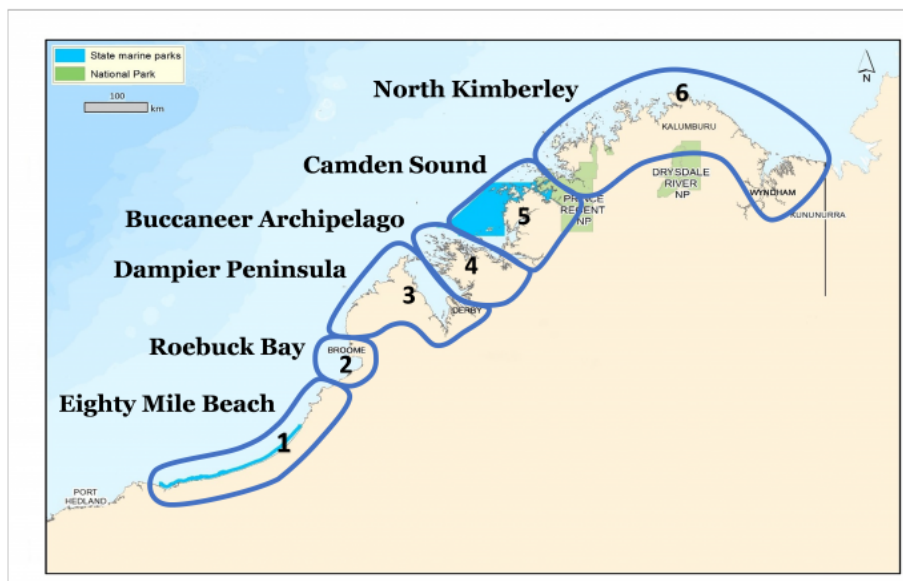 State marine parks
National Park
100
km
N
North Kimberley
6
KALUMBURU
Camden Sound
DRYSDALE
RIVER
NP
WYNDHAM
KUNUNURRA
PRINCE
REGENT
NP
5
Buccaneer Archipelago
4
Dampier Peninsula
3
DERBY
Roebuck Bay
BROOME
2
Eighty Mile Beach
1
PORT
HEDLAND